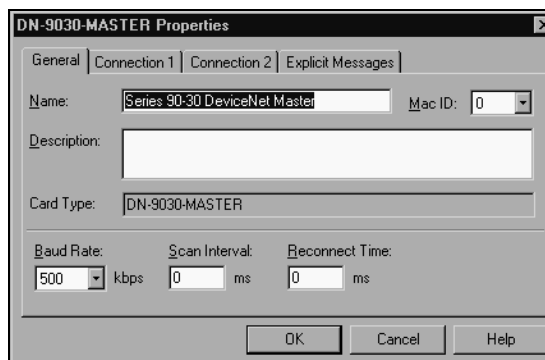 DN-9030-MASTER Properties
General Connection 1 Connection 2 Explicit Messages
Name: Series 90-30 DeviceNet Master Mac ID: 0
Description:
Card Type: DN-9030-MASTER
Baud Rate: Scan Interval: Reconnect Time:
500 kbps 0 ms 0 ms
OK Cancel Help